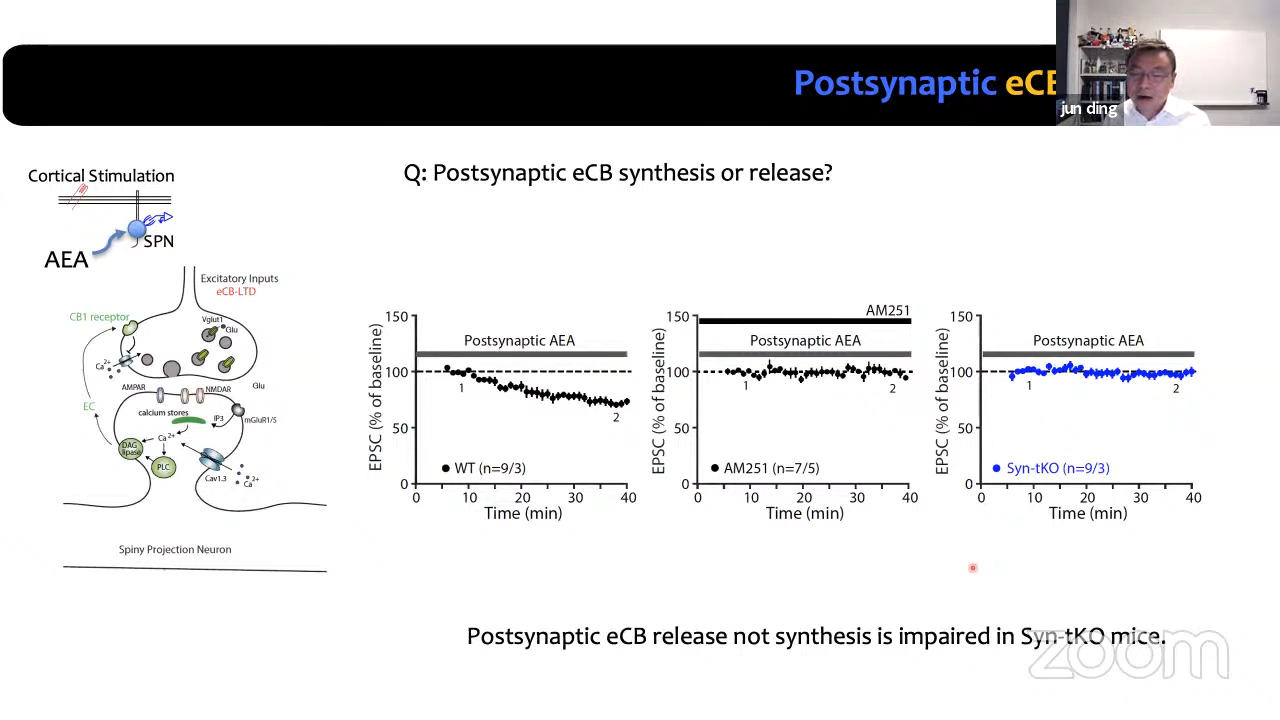 Postsynaptic eCB
jun ding
Q: Postsynaptic eCB synthesis or release?
Cortical Stimulation
SPN
AEA
Excitatory Inputs
eCB-LTD
CB1 receptor
Vglut1
Glu
Ca2+
AMPAR
NMDAR
Glu
EC
calcium stores
IP3
mGluR1/5
Ca2+
DAG
lipase
PLC
Cav1.3
Ca2+
Spiny Projection Neuron
EPSC (% of baseline)
150
100
50
0
Postsynaptic AEA
1
2
WT (n=9/3)
0 10 20 30 40
Time (min)
EPSC (% of baseline)
150
100
50
0
AM251
Postsynaptic AEA
1
2
AM251 (n=7/5)
0 10 20 30 40
Time (min)
EPSC (% of baseline)
150
100
50
0
Postsynaptic AEA
1
2
Syn-tKO (n=9/3)
0 10 20 30 40
Time (min)
Postsynaptic eCB release not synthesis is impaired in Syn-tKO mice.
zoom